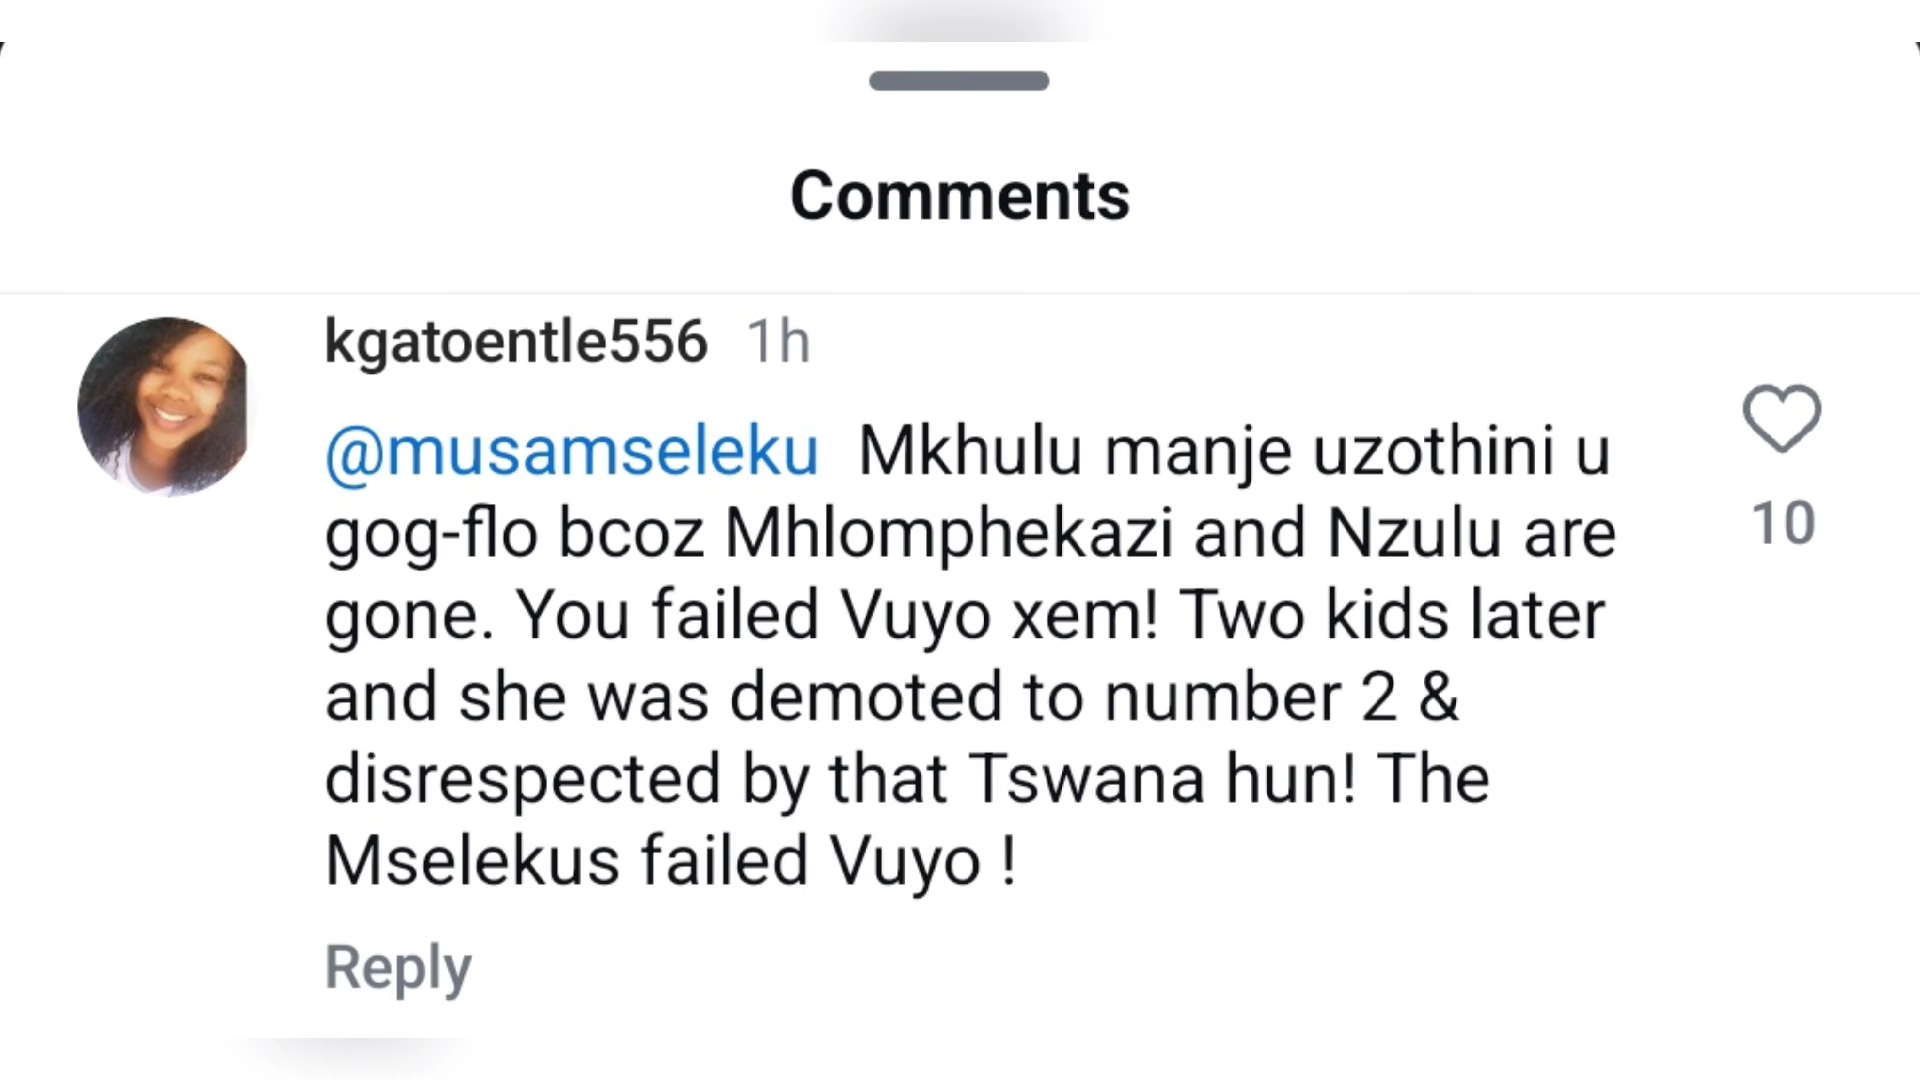 Comments
kgatoentle556 1h
@musamseleku Mkhulu manje uzothini u
gog-flo bcoz Mhlomphekazi and Nzulu are
gone. You failed Vuyo xem! Two kids later
and she was demoted to number 2 &
disrespected by that Tswana hun! The
Mselekus failed Vuyo !
10
Reply